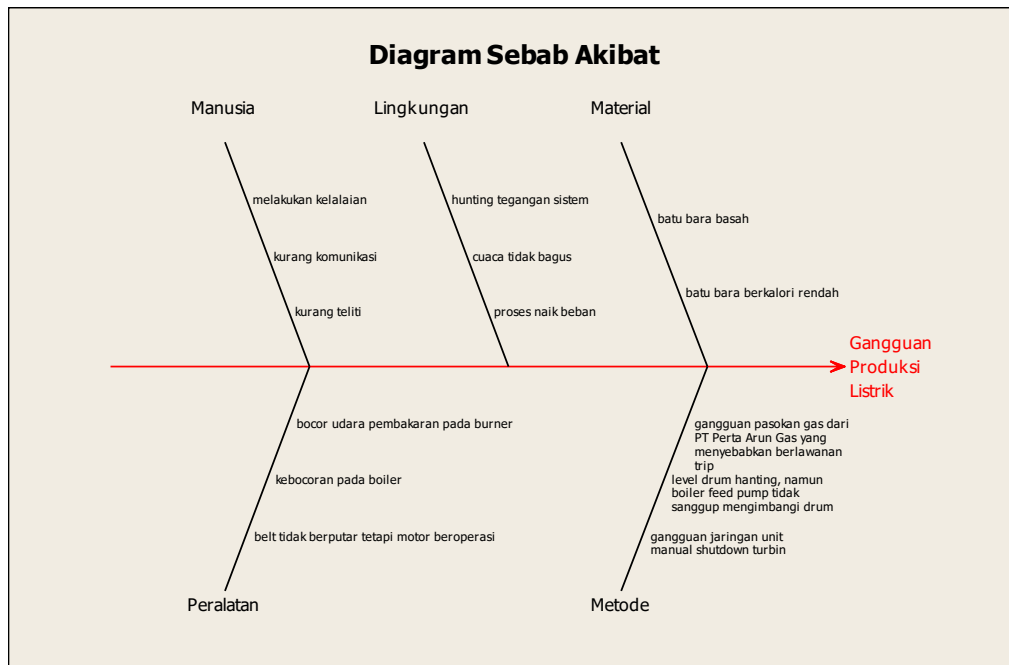 Diagram Sebab Akibat
Manusia
Lingkungan
Material
melakukan kelalaian
kurang komunikasi
kurang teliti
hunting tegangan sistem
cuaca tidak bagus
proses naik beban
batu bara basah
batu bara berkalori rendah
Gangguan
Produksi
Listrik
bocor udara pembakaran pada burner
kebocoran pada boiler
belt tidak berputar tetapi motor beroperasi
gangguan pasokan gas dari
PT Perta Arun Gas yang
menyebabkan berlawanan
trip
level drum hanting, namun
boiler feed pump tidak
sanggup mengimbangi drum
gangguan jaringan unit
manual shutdown turbin
Peralatan
Metode